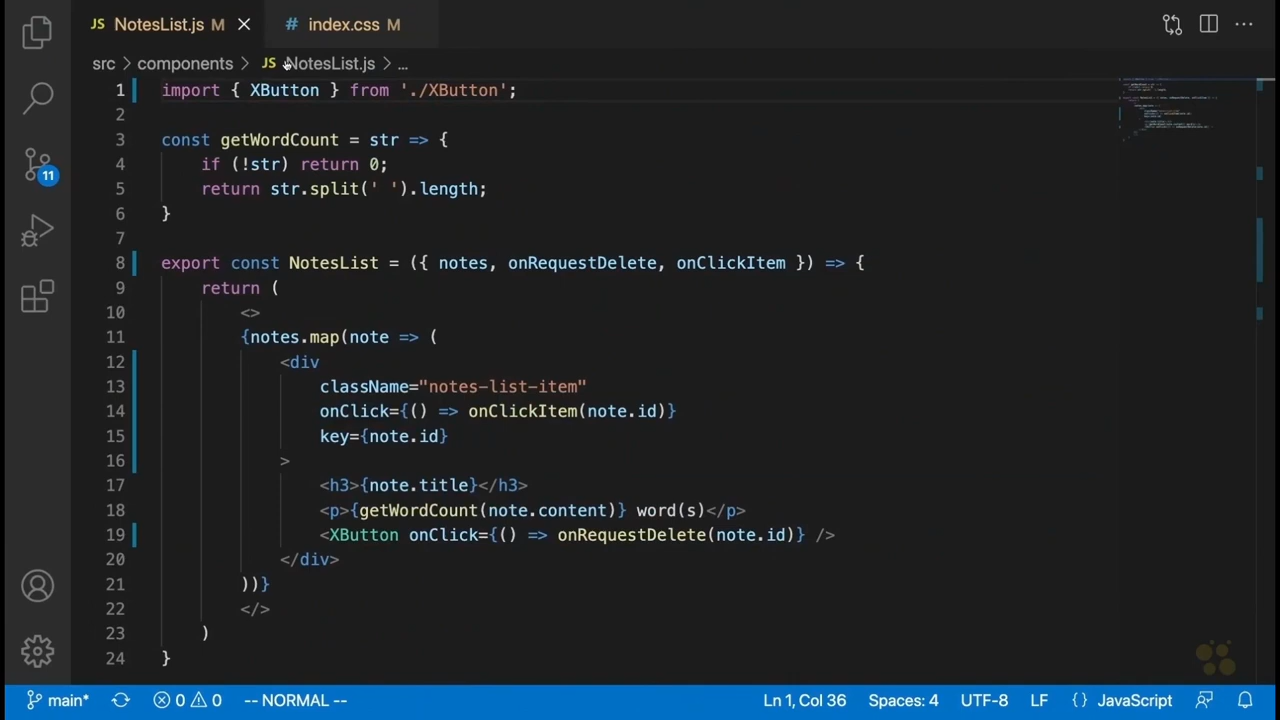 JS NotesList.js M # index.css M
src components JS NotesList.js ...
1 import { XButton } from './XButton';
2
3 const getWordCount = str => {
4 if (!str) return 0;
5 return str.split(' ').length;
6 }
7
8 export const NotesList = ({ notes, onRequestDelete, onClickItem }) => {
9 return (
10 <>
11 {notes.map(note => (
12 <div
13 className="notes-list-item"
14 onClick={() => onClickItem(note.id)}
15 key={note.id}
16 >
17 <h3>{note.title}</h3>
18 <p>{getWordCount(note.content)} word(s)</p>
19 <XButton onClick={() => onRequestDelete(note.id)} />
20 </div>
21 ))}
22 </>
23 )
24 }
11
main* 0 0 -- NORMAL -- Ln 1, Col 36 Spaces: 4 UTF-8 LF {} JavaScript